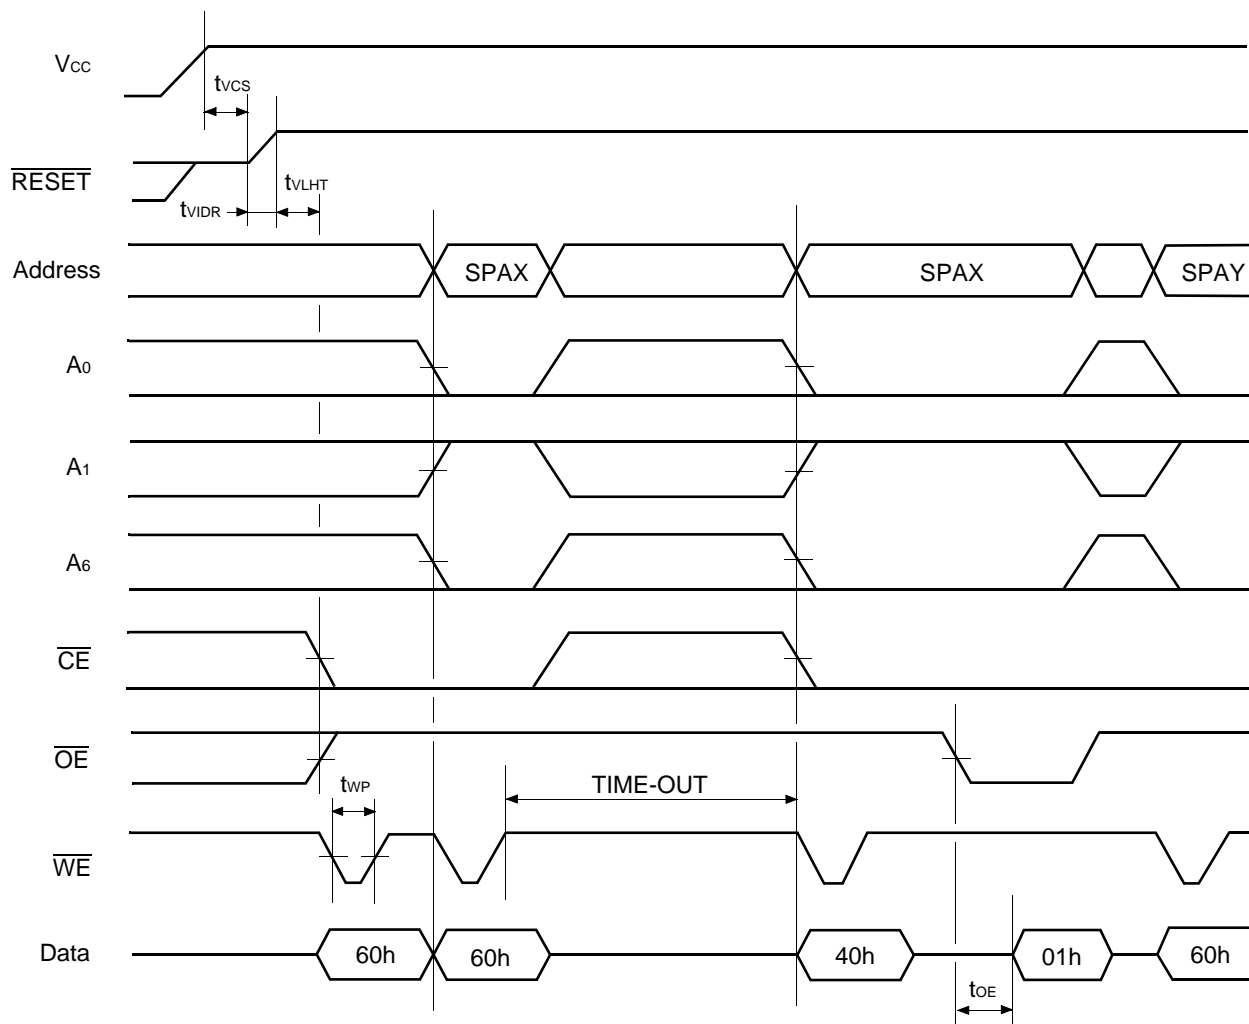 VCC
tVCS
RESET
tVLHT
tVIDR
Address SPAX SPAX SPAY
A0
A1
A6
CE
OE
tWP TIME-OUT
WE
Data 60h 60h 40h 01h 60h
tOE